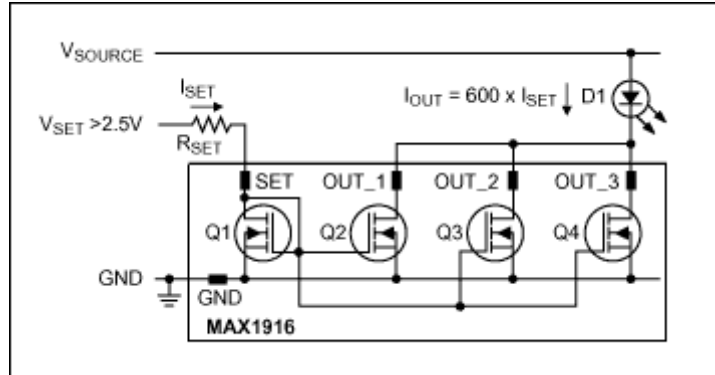 VSOURCE
ISET
IOUT = 600 x ISET D1
VSET >2.5V
RSET
SET OUT_1 OUT_2 OUT_3
Q1 Q2 Q3 Q4
GND
GND
MAX1916